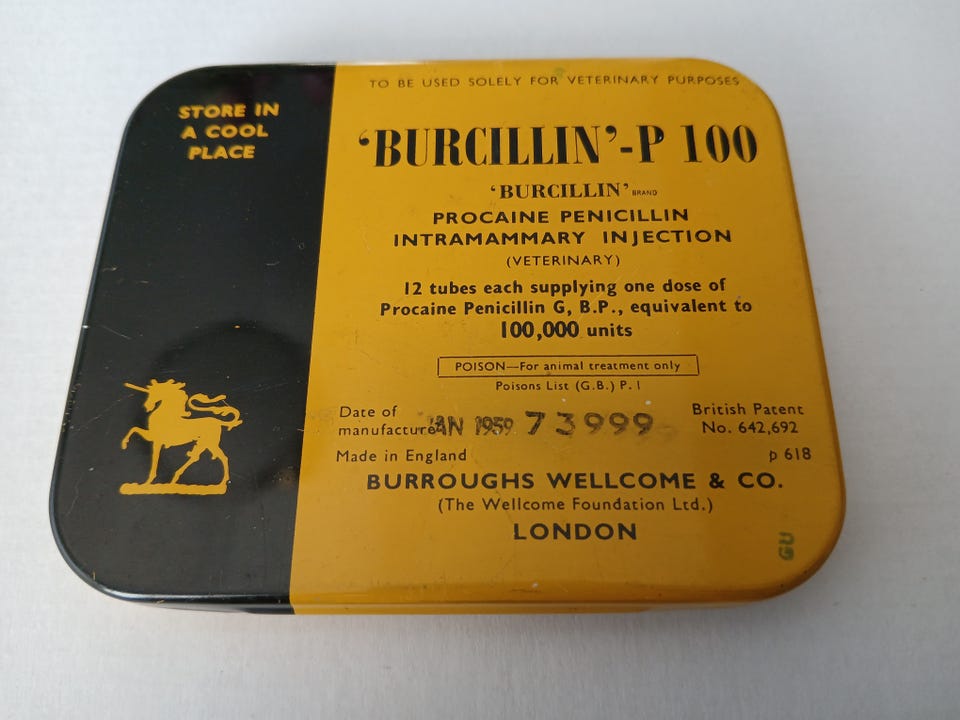 STORE IN
A COOL
PLACE
TO BE USED SOLELY FOR VETERINARY PURPOSES
‘BURCILLIN’-P 100
‘BURCILLIN’ BRAND
PROCAINE PENICILLIN
INTRAMAMMARY INJECTION
(VETERINARY)
12 tubes each supplying one dose of
Procaine Penicillin G, B.P., equivalent to
100,000 units
POISON—For animal treatment only
Poisons List (G.B.) P. 1
Date of
manufacture JAN 1959 73999
British Patent
No. 642,692
Made in England
p 618
BURROUGHS WELLCOME & CO.
(The Wellcome Foundation Ltd.)
LONDON
GU